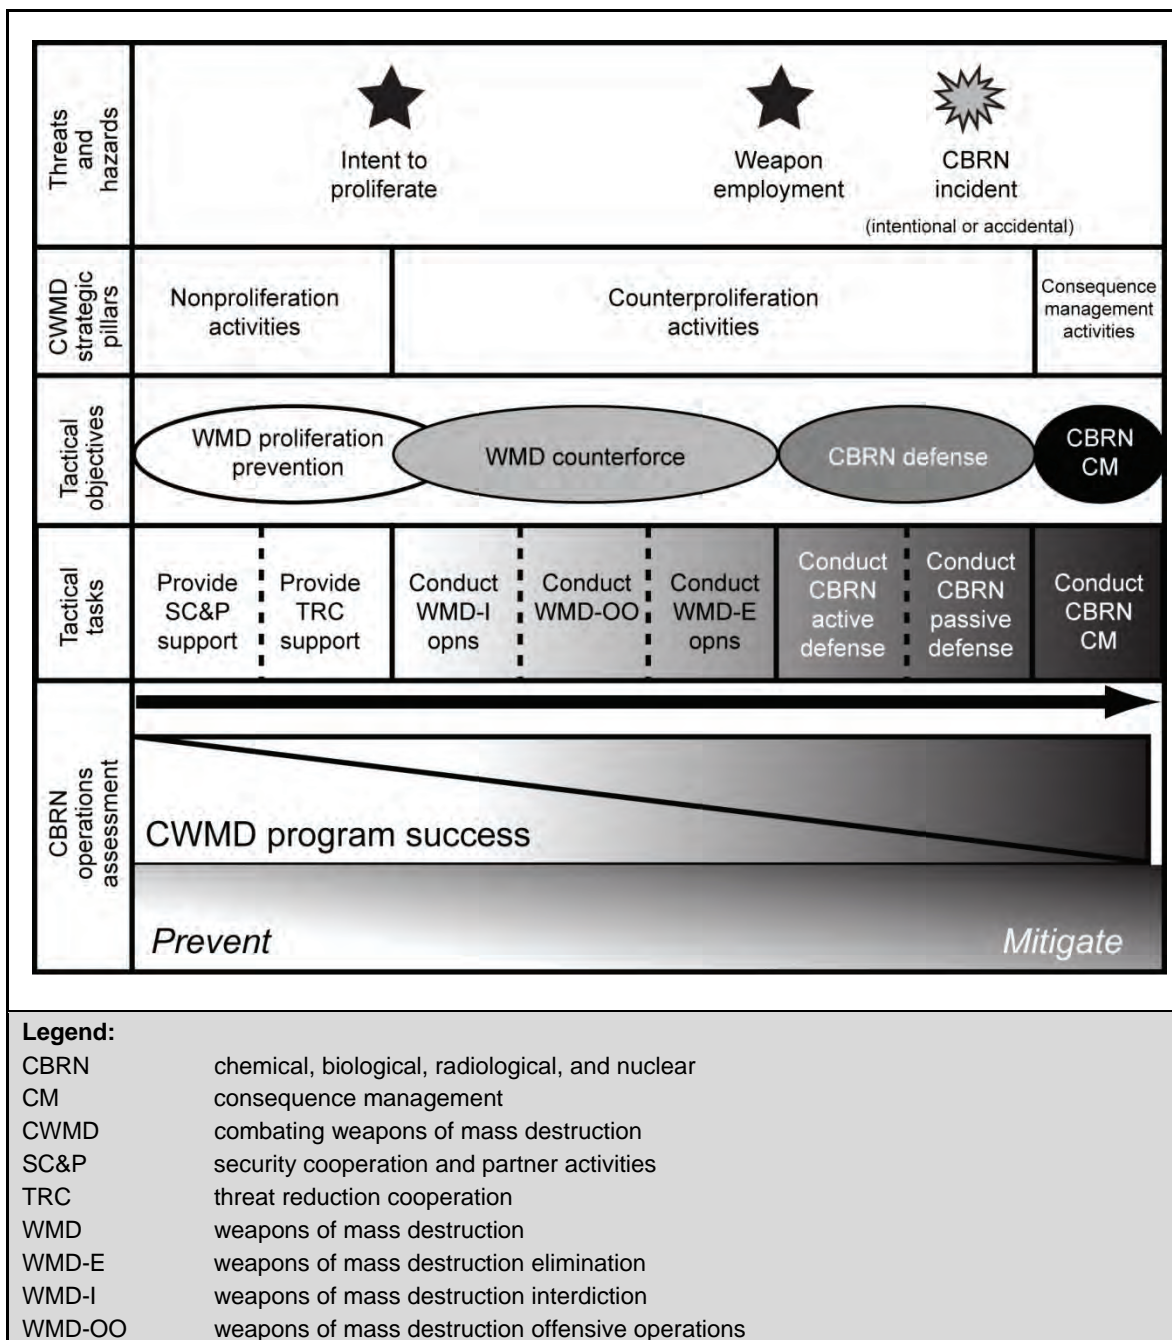 Threats
and
hazards
Intent to
proliferate
Weapon
employment
CBRN
incident
(intentional or accidental)
CWMD
strategic
pillars
Nonproliferation
activities
Counterproliferation
activities
Consequence
management
activities
Tactical
objectives
WMD proliferation
prevention
WMD counterforce
CBRN defense
CBRN
CM
Tactical
tasks
Provide
SC&P
support
Provide
TRC
support
Conduct
WMD-I
opns
Conduct
WMD-OO
Conduct
WMD-E
opns
Conduct
CBRN
active
defense
Conduct
CBRN
passive
defense
Conduct
CBRN
CM
CBRN
operations
assessment
CWMD program success
Prevent
Mitigate
Legend:
CBRN chemical, biological, radiological, and nuclear
CM consequence management
CWMD combating weapons of mass destruction
SC&P security cooperation and partner activities
TRC threat reduction cooperation
WMD weapons of mass destruction
WMD-E weapons of mass destruction elimination
WMD-I weapons of mass destruction interdiction
WMD-OO weapons of mass destruction offensive operations